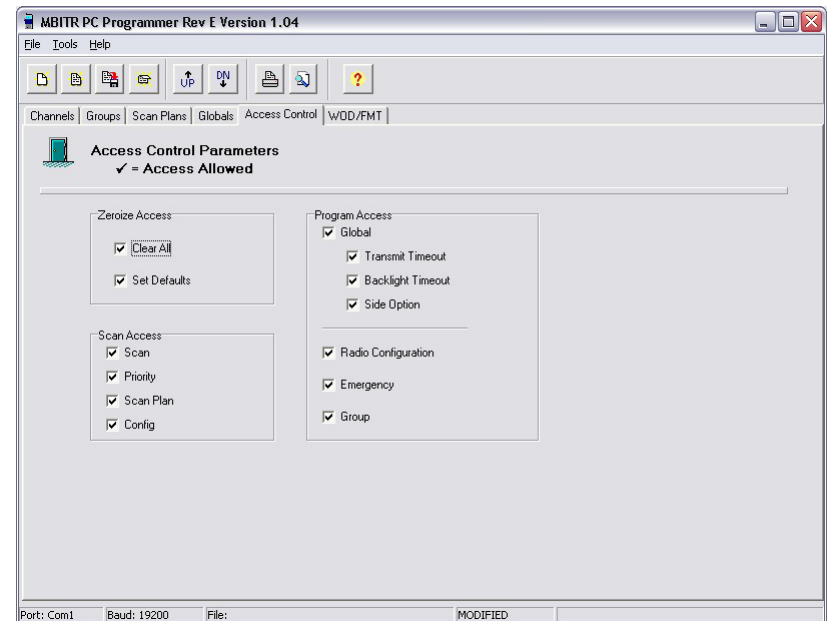 MBITR PC Programmer Rev E Version 1.04
File Tools Help
UP DN ?
Channels Groups Scan Plans Globals Access Control WOD/FMT
Access Control Parameters
✓ = Access Allowed
Zeroize Access
Clear All
Set Defaults
Scan Access
Scan
Priority
Scan Plan
Config
Program Access
Global
Transmit Timeout
Backlight Timeout
Side Option
Radio Configuration
Emergency
Group
Port: Com1 Baud: 19200 File: MODIFIED